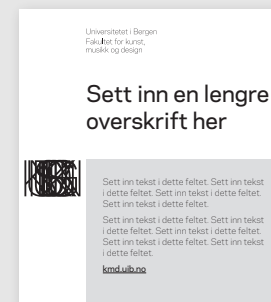 Universitetet i Bergen
Fakultet for kunst,
musikk og design
Sett inn en lengre
overskrift her
Sett inn tekst i dette feltet. Sett inn tekst
i dette feltet. Sett inn tekst i dette feltet.
Sett inn tekst i dette feltet.
Sett inn tekst i dette feltet. Sett inn tekst
i dette feltet. Sett inn tekst i dette feltet.
Sett inn tekst i dette feltet. Sett inn tekst
i dette feltet.
kmd.uib.no